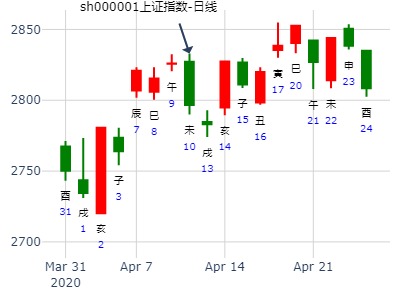 sh000001上证指数-日线
2850
2800
2750
2700
酉
31
戌
1
亥
2
子
3
辰
7
巳
8
午
9
未
10
戌
13
亥
14
子
15
丑
16
寅
17
巳
20
午
21
未
22
申
23
酉
24
Mar 31
2020
Apr 7
Apr 14
Apr 21